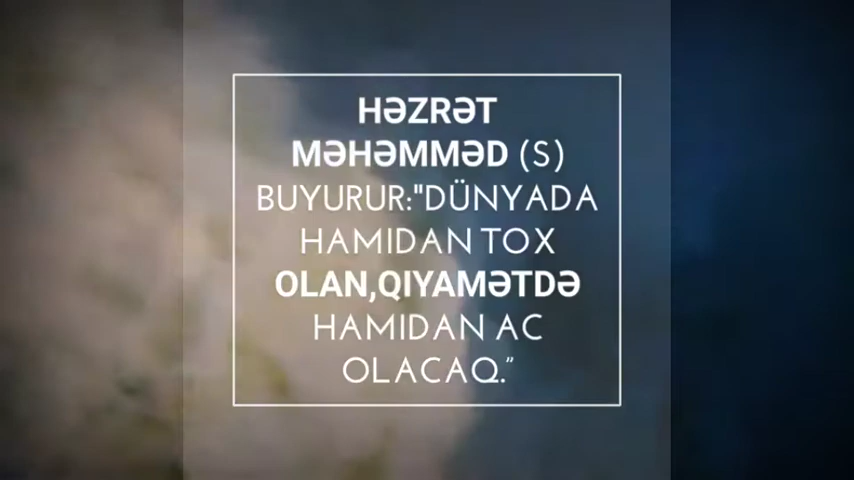 HƏZRƏT
MƏHƏMMƏD (S)
BUYURUR:"DÜNYADA
HAMIDAN TOX
OLAN,QIYAMƏTDƏ
HAMIDAN AC
OLACAQ.”